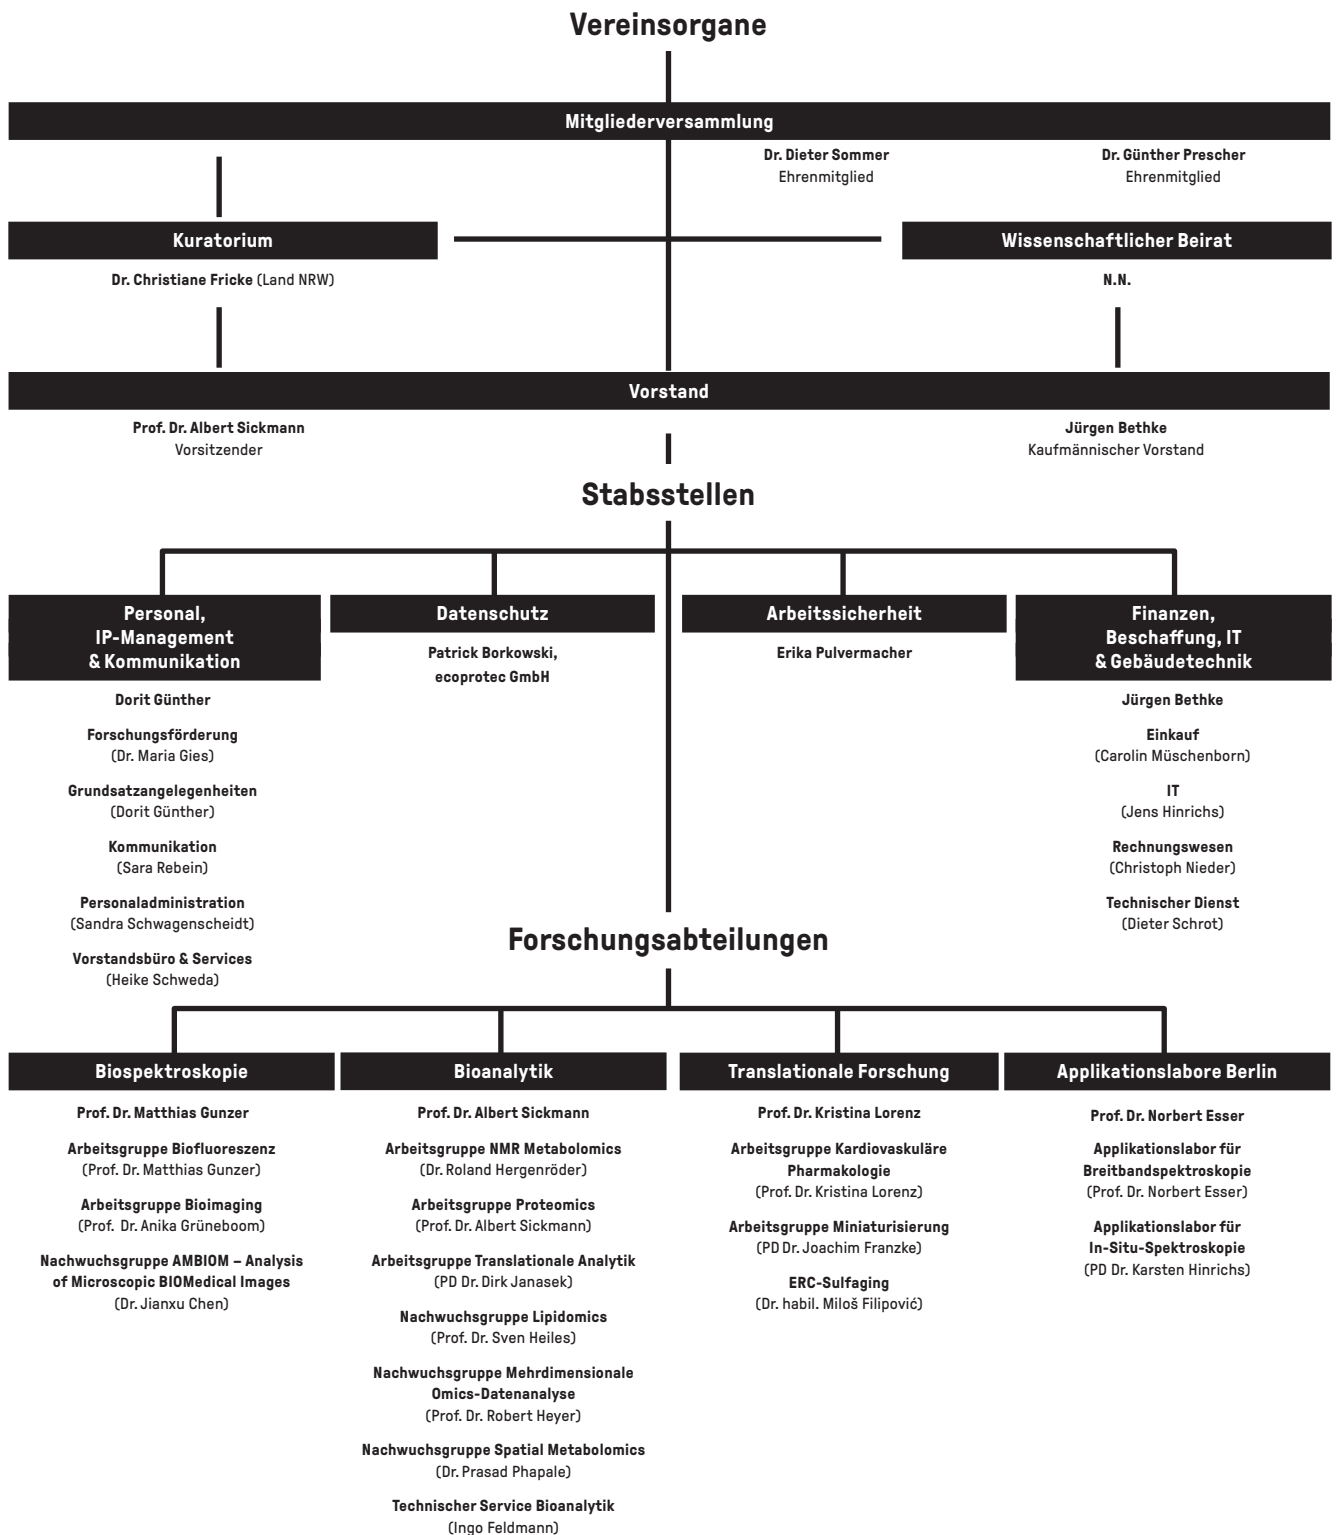 Vereinsorgane
Mitgliederversammlung
Dr. Dieter Sommer
Ehrenmitglied
Dr. Günther Prescher
Ehrenmitglied
Kuratorium
Dr. Christiane Fricke (Land NRW)
Wissenschaftlicher Beirat
N.N.
Vorstand
Prof. Dr. Albert Sickmann
Vorsitzender
Jürgen Bethke
Kaufmännischer Vorstand
Stabsstellen
Personal,
IP-Management
& Kommunikation
Dorit Günther
Forschungsförderung
(Dr. Maria Gies)
Grundsatzangelegenheiten
(Dorit Günther)
Kommunikation
(Sara Rebein)
Personaladministration
(Sandra Schwagenscheidt)
Vorstandsbüro & Services
(Heike Schweda)
Datenschutz
Patrick Borkowski,
ecoprotec GmbH
Arbeitssicherheit
Erika Pulvermacher
Finanzen,
Beschaffung, IT
& Gebäudetechnik
Jürgen Bethke
Einkauf
(Carolin Müschenborn)
IT
(Jens Hinrichs)
Rechnungswesen
(Christoph Nieder)
Technischer Dienst
(Dieter Schrot)
Forschungsabteilungen
Biospektroskopie
Prof. Dr. Matthias Gunzer
Arbeitsgruppe Biofluoreszenz
(Prof. Dr. Matthias Gunzer)
Arbeitsgruppe Bioimaging
(Prof. Dr. Anika Grüneboom)
Nachwuchsgruppe AMBIOM – Analysis
of Microscopic BIOMedical Images
(Dr. Jianxu Chen)
Bioanalytik
Prof. Dr. Albert Sickmann
Arbeitsgruppe NMR Metabolomics
(Dr. Roland Hergenröder)
Arbeitsgruppe Proteomics
(Prof. Dr. Albert Sickmann)
Arbeitsgruppe Translationale Analytik
(PD Dr. Dirk Janasek)
Nachwuchsgruppe Lipidomics
(Prof. Dr. Sven Heiles)
Nachwuchsgruppe Mehrdimensionale
Omics-Datenanalyse
(Prof. Dr. Robert Heyer)
Nachwuchsgruppe Spatial Metabolomics
(Dr. Prasad Phapale)
Technischer Service Bioanalytik
(Ingo Feldmann)
Translationale Forschung
Prof. Dr. Kristina Lorenz
Arbeitsgruppe Kardiovaskuläre
Pharmakologie
(Prof. Dr. Kristina Lorenz)
Arbeitsgruppe Miniaturisierung
(PD Dr. Joachim Franzke)
ERC-Sulfaging
(Dr. habil. Miloš Filipović)
Applikationslabore Berlin
Prof. Dr. Norbert Esser
Applikationslabor für
Breitbandspektroskopie
(Prof. Dr. Norbert Esser)
Applikationslabor für
In-Situ-Spektroskopie
(PD Dr. Karsten Hinrichs)